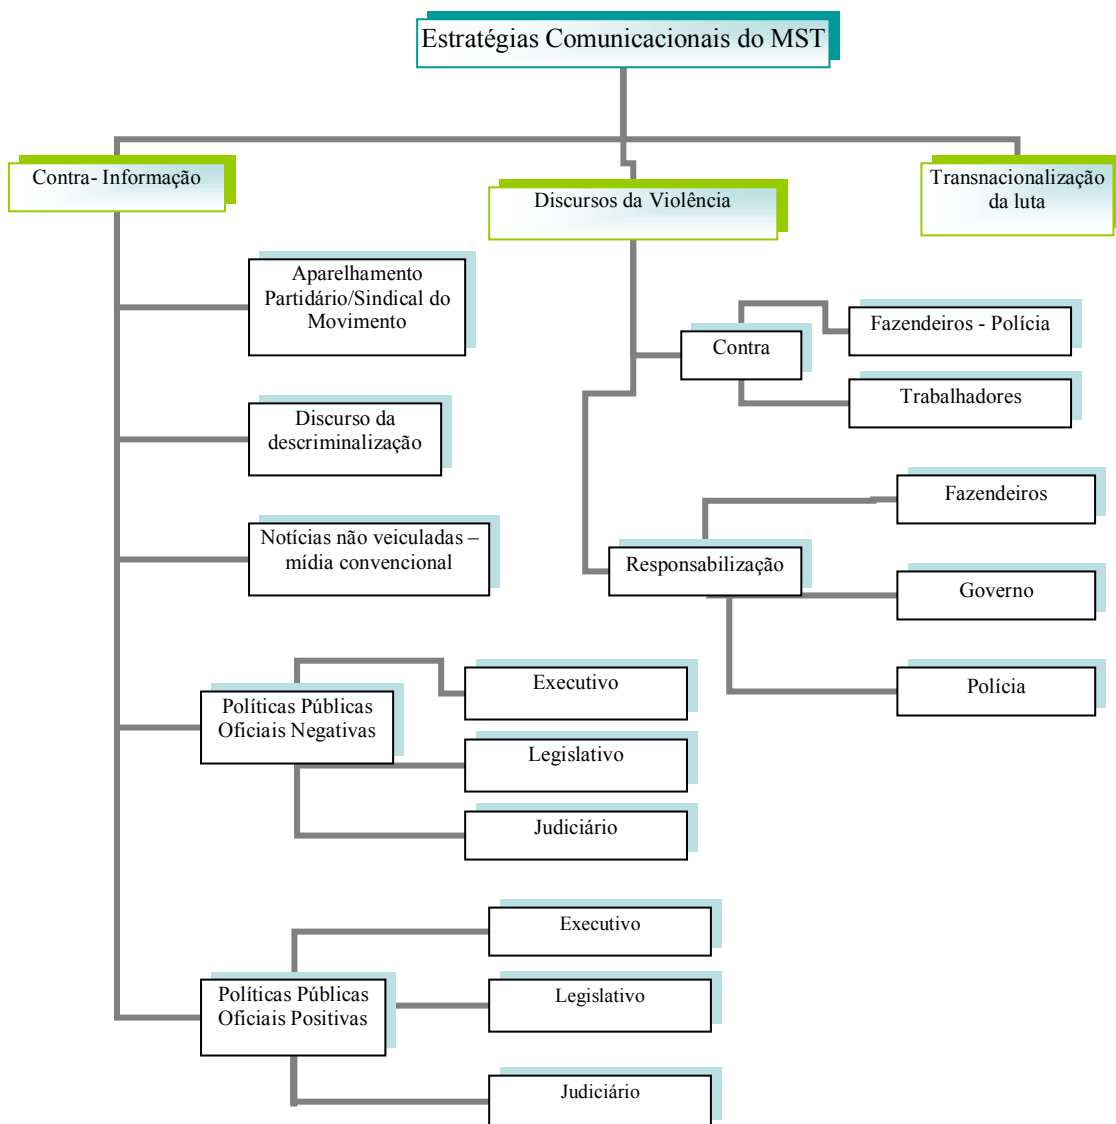 Estratégias Comunicacionais do MST
Contra- Informação
Discursos da Violência
Transnacionalização
da luta
Aparelhamento
Partidário/Sindical do
Movimento
Discurso da
descriminalização
Notícias não veiculadas –
mídia convencional
Políticas Públicas
Oficiais Negativas
Executivo
Legislativo
Judiciário
Políticas Públicas
Oficiais Positivas
Executivo
Legislativo
Judiciário
Contra
Fazendeiros - Polícia
Trabalhadores
Responsabilização
Fazendeiros
Governo
Polícia